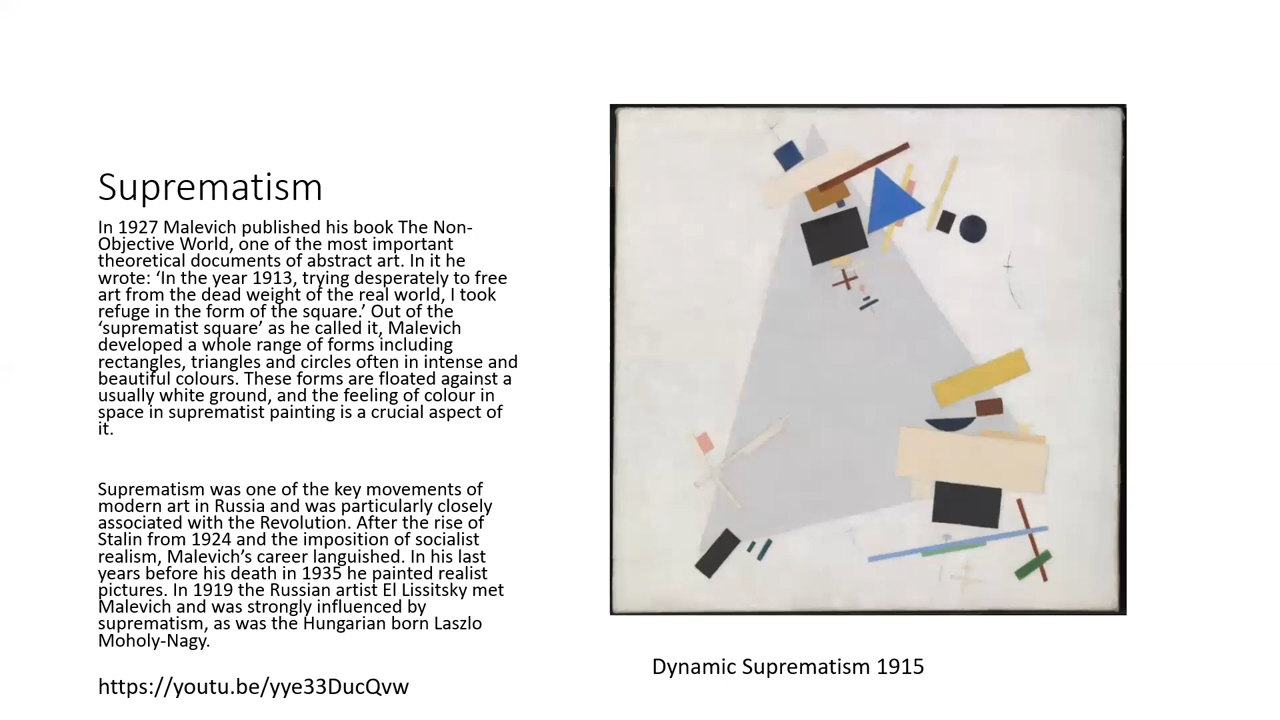 Suprematism
In 1927 Malevich published his book The Non-
Objective World, one of the most important
theoretical documents of abstract art. In it he
wrote: ‘In the year 1913, trying desperately to free
art from the dead weight of the real world, I took
refuge in the form of the square.’ Out of the
‘suprematist square’ as he called it, Malevich
developed a whole range of forms including
rectangles, triangles and circles often in intense and
beautiful colours. These forms are floated against a
usually white ground, and the feeling of colour in
space in suprematist painting is a crucial aspect of
it.
Suprematism was one of the key movements of
modern art in Russia and was particularly closely
associated with the Revolution. After the rise of
Stalin from 1924 and the imposition of socialist
realism, Malevich’s career languished. In his last
years before his death in 1935 he painted realist
pictures. In 1919 the Russian artist El Lissitsky met
Malevich and was strongly influenced by
suprematism, as was the Hungarian born Laszlo
Moholy-Nagy.
https://youtu.be/yye33DucQvw
Dynamic Suprematism 1915